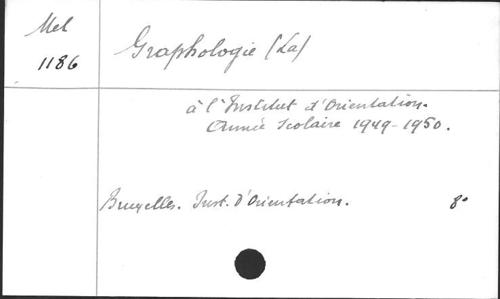 Mel
1186
Graphologie (La)
à l'Institut d'Orientation.
Année Scolaire 1949-1950.
Bruxelles. Inst. d'Orientation. 8°